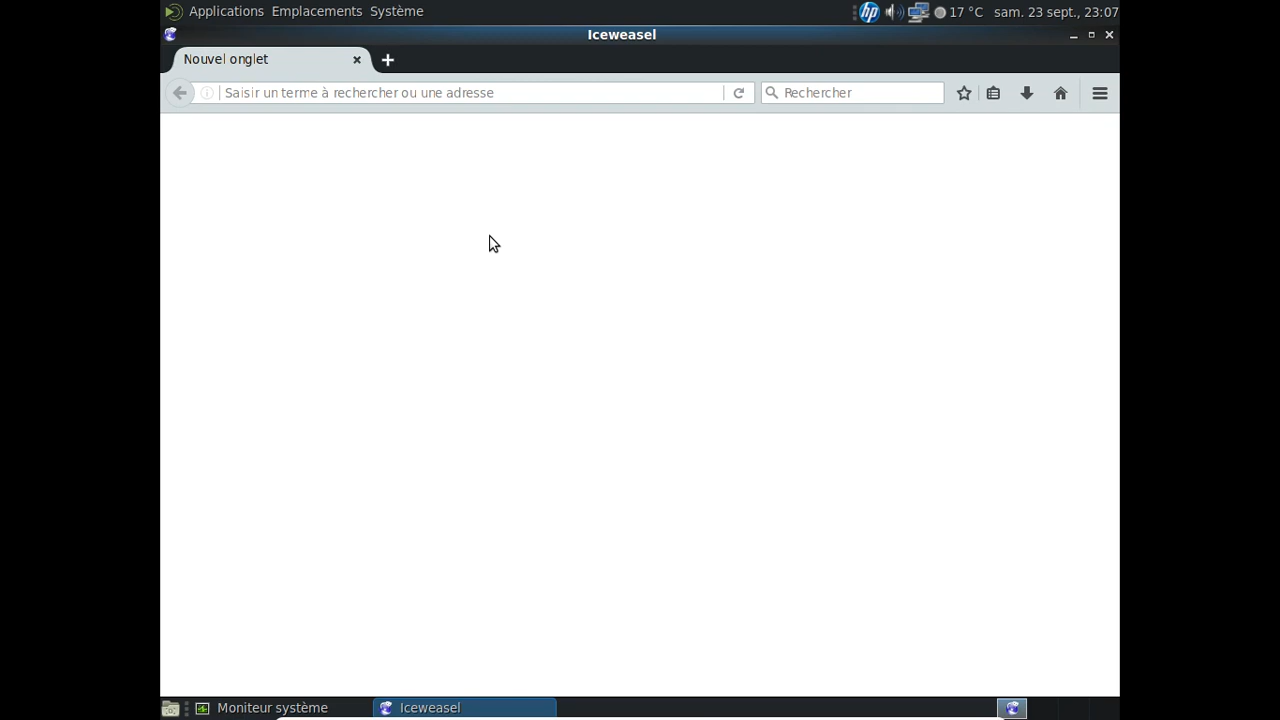 Applications Emplacements Système hp 17 °C sam. 23 sept., 23:07
Iceweasel
Nouvel onglet
Saisir un terme à rechercher ou une adresse Rechercher
Moniteur système Iceweasel